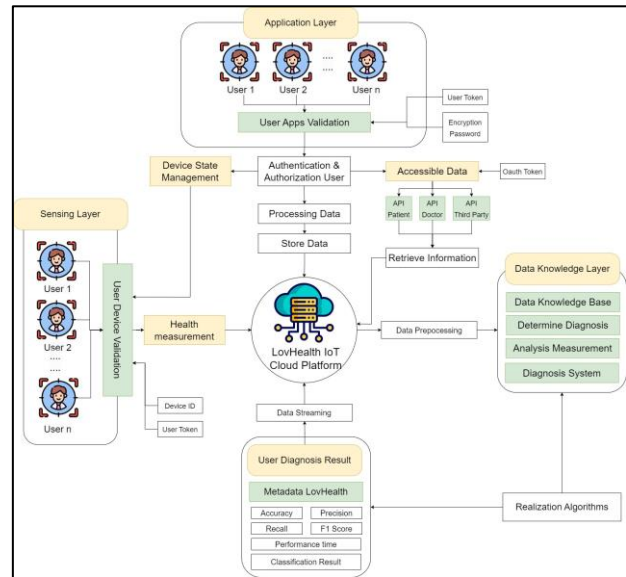 Application Layer
....
....
User 1
User 2
User n
User Token
User Apps Validation
Encryption
Password
Device State
Management
Authentication &
Authorization User
Accessible Data
Oauth Token
Sensing Layer
Processing Data
API
Patient
API
Doctor
API
Third Party
Store Data
Retrieve Information
User 1
User 2
....
....
User n
User Device Validation
Health
measurement
LovHealth IoT
Cloud Platform
Data Prepocessing
Data Knowledge Layer
Data Knowledge Base
Determine Diagnosis
Analysis Measurement
Diagnosis System
Device ID
User Token
Data Streaming
User Diagnosis Result
Metadata LovHealth
Accuracy
Precision
Recall
F1 Score
Performance time
Classification Result
Realization Algorithms